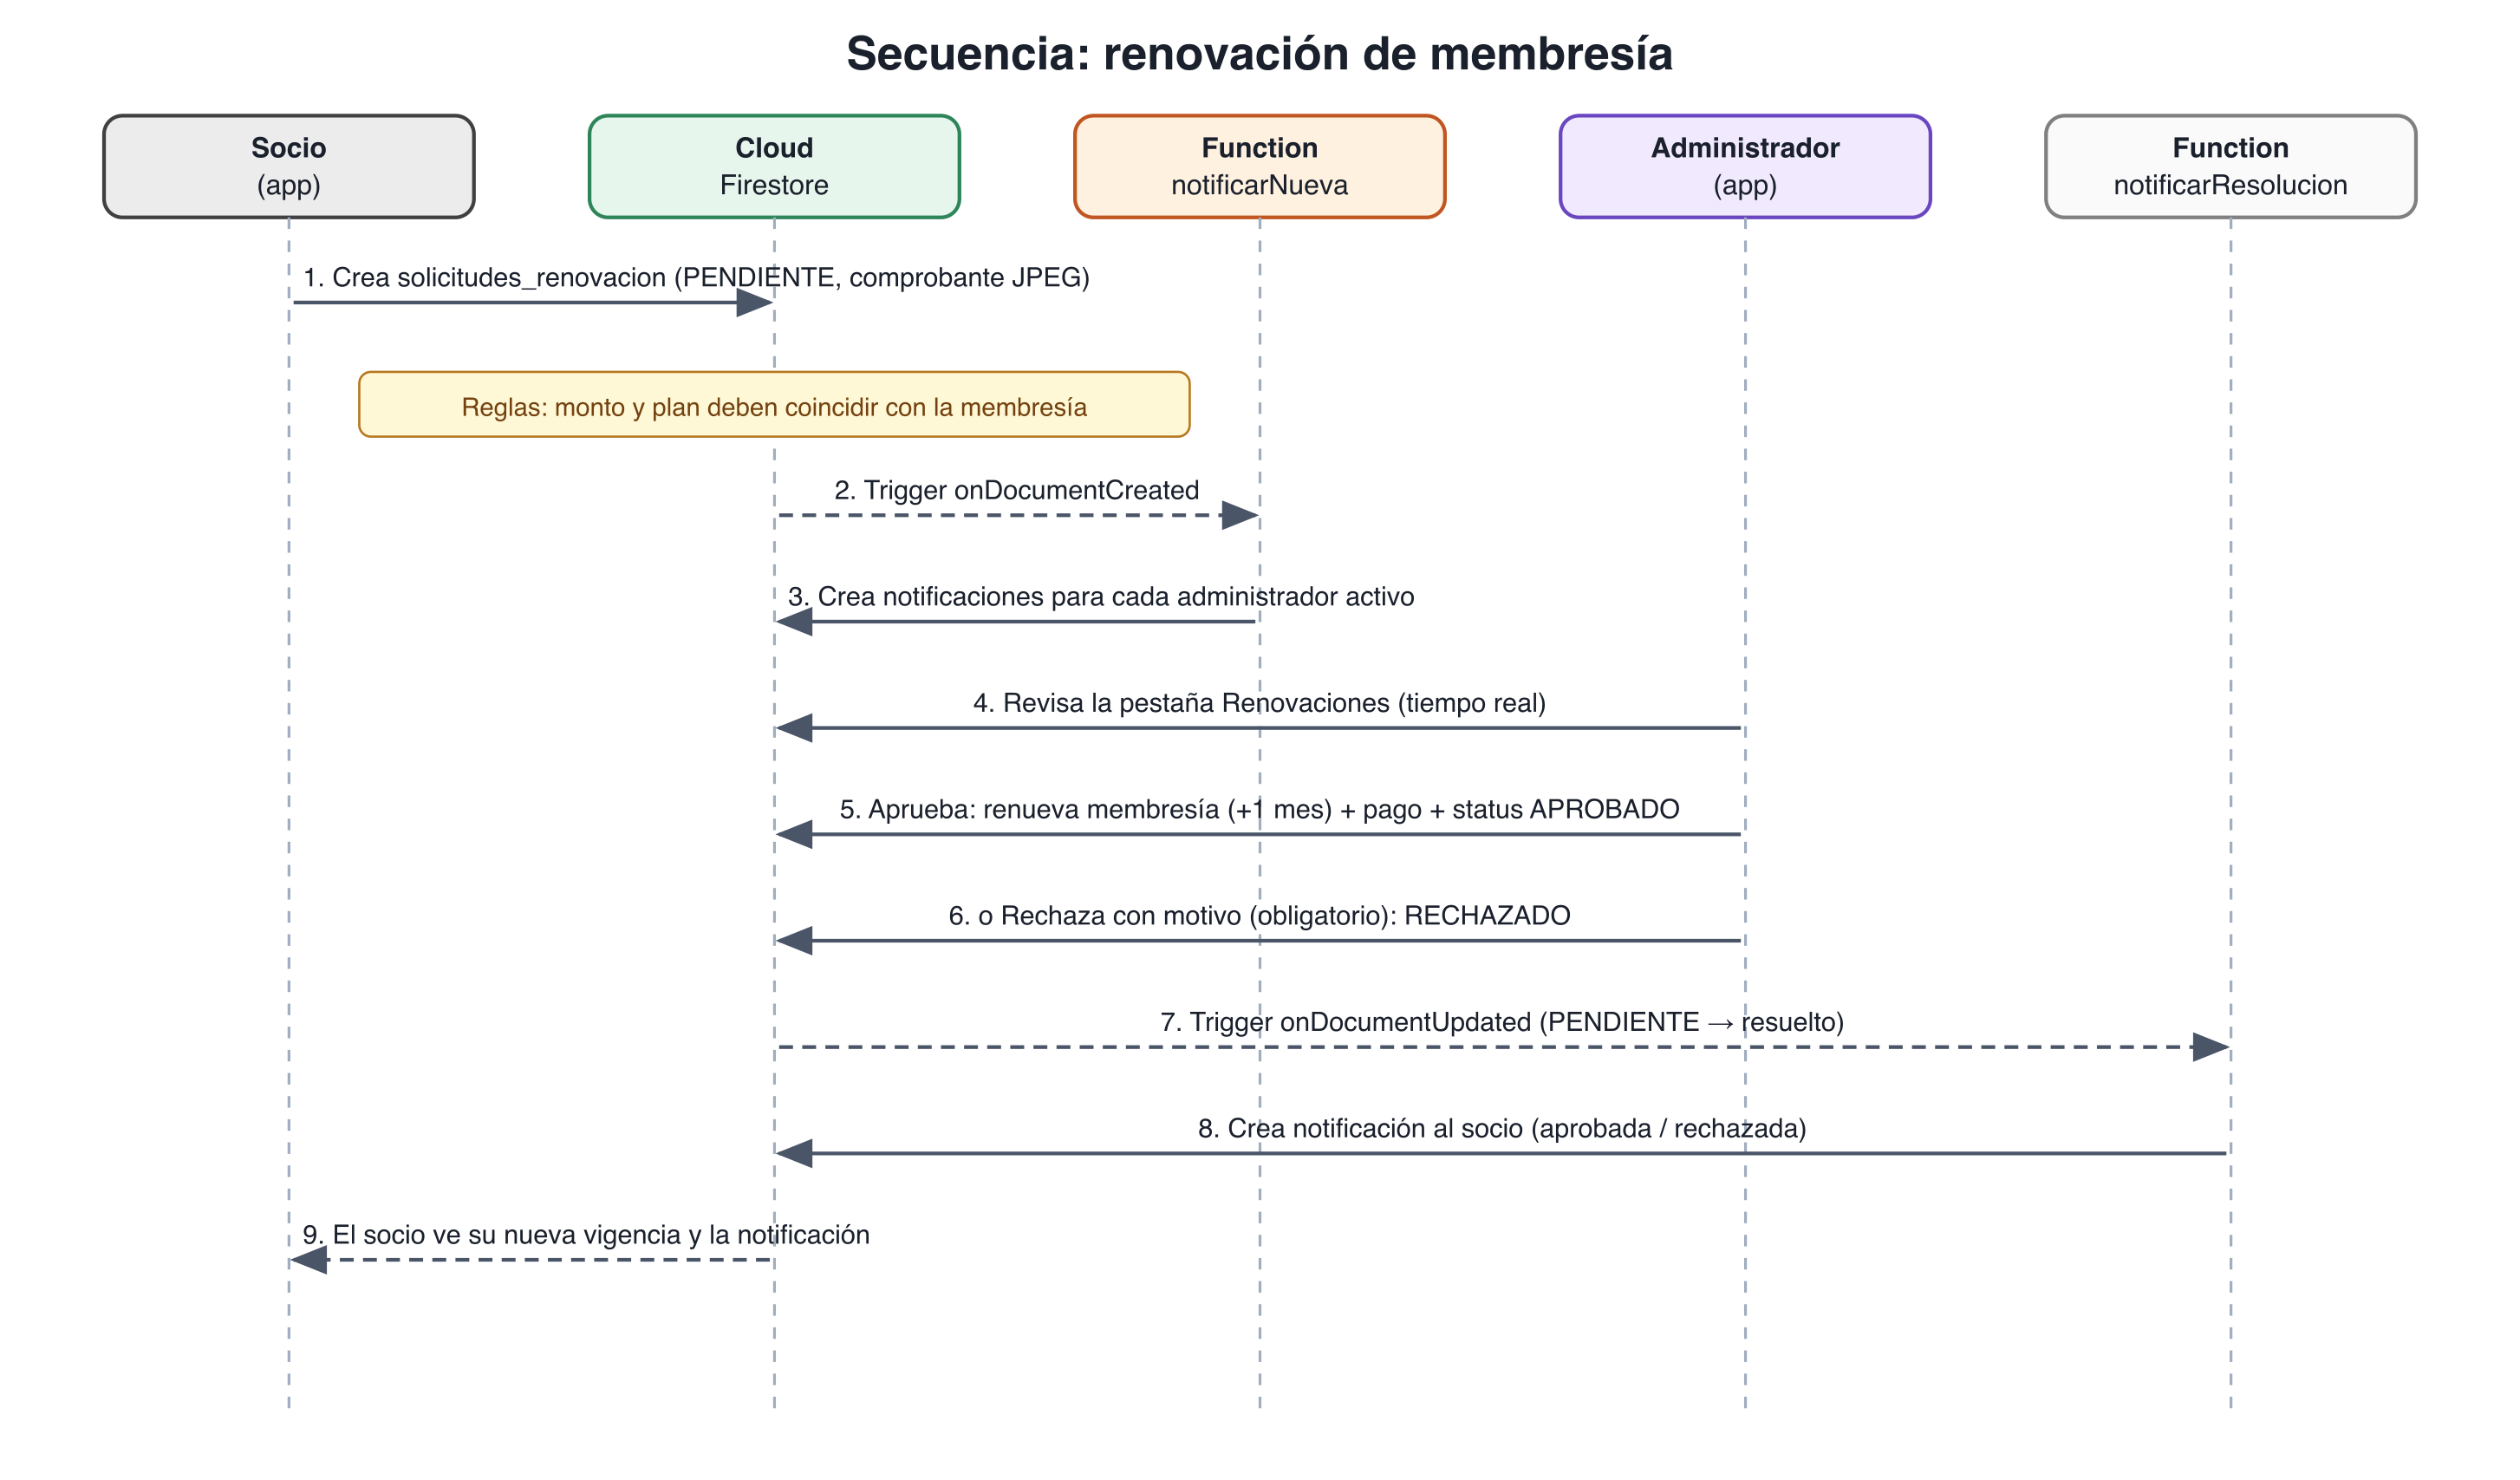 Secuencia: renovación de membresía
Socio
(app)
Cloud
Firestore
Function
notificarNueva
Administrador
(app)
Function
notificarResolucion
1. Crea solicitudes_renovacion (PENDIENTE, comprobante JPEG)
Reglas: monto y plan deben coincidir con la membresía
2. Trigger onDocumentCreated
3. Crea notificaciones para cada administrador activo
4. Revisa la pestaña Renovaciones (tiempo real)
5. Aprueba: renueva membresía (+1 mes) + pago + status APROBADO
6. o Rechaza con motivo (obligatorio): RECHAZADO
7. Trigger onDocumentUpdated (PENDIENTE → resuelto)
8. Crea notificación al socio (aprobada / rechazada)
9. El socio ve su nueva vigencia y la notificación